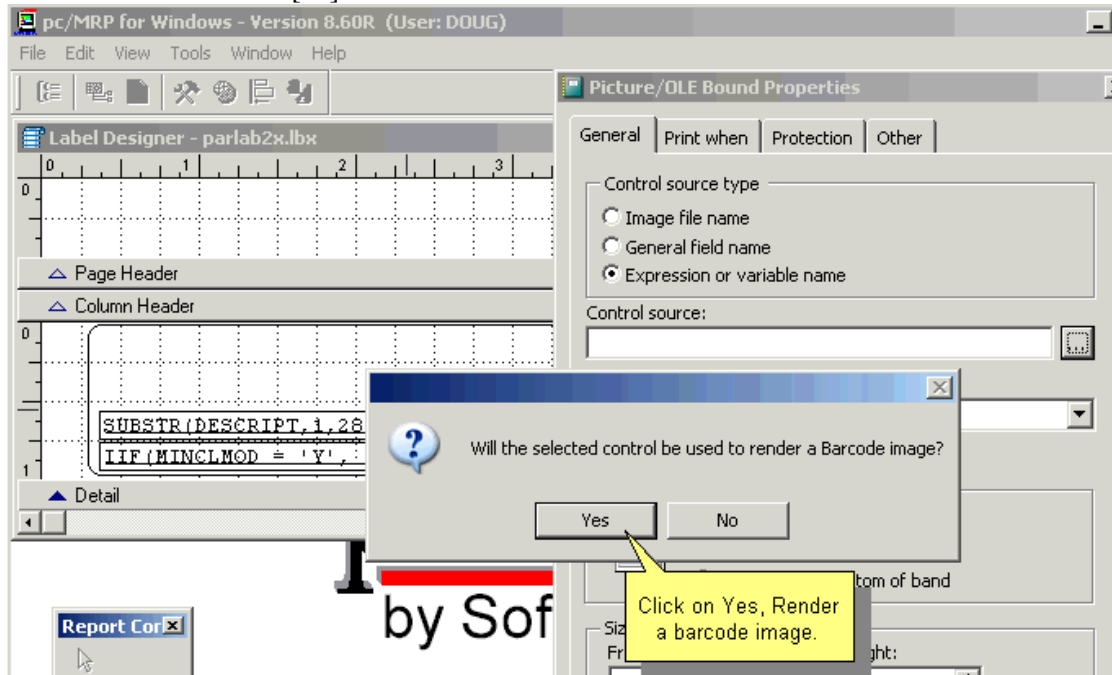 pc/MRP for Windows - Version 8.60R (User: DOUG)
File Edit View Tools Window Help
Label Designer - parlab2x.lbx
0 1 2 3
0
Page Header
Column Header
0
SUBSTR(DESCRIPT,1,28
IIF(MINCLMOD = 'Y',
1
Detail
by Sof
Report Cor
Picture/OLE Bound Properties
General Print when Protection Other
Control source type
Image file name
General field name
Expression or variable name
Control source:
Will the selected control be used to render a Barcode image?
Yes No
tom of band
Click on Yes, Render
a barcode image.
Siz
Fr
ght: